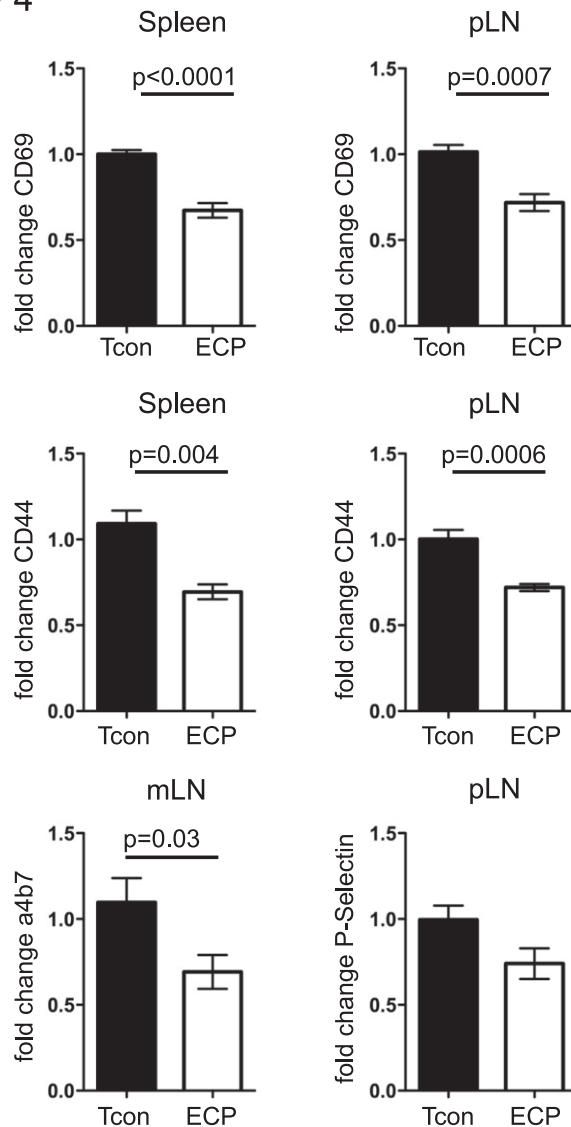 4
Spleen
p<0.0001
fold change CD69
1.5
1.0
0.5
0.0
Tcon ECP
pLN
p=0.0007
fold change CD69
1.5
1.0
0.5
0.0
Tcon ECP
Spleen
p=0.004
fold change CD44
1.5
1.0
0.5
0.0
Tcon ECP
pLN
p=0.0006
fold change CD44
1.5
1.0
0.5
0.0
Tcon ECP
mLN
p=0.03
fold change a4b7
1.5
1.0
0.5
0.0
Tcon ECP
pLN
fold change P-Selectin
1.5
1.0
0.5
0.0
Tcon ECP